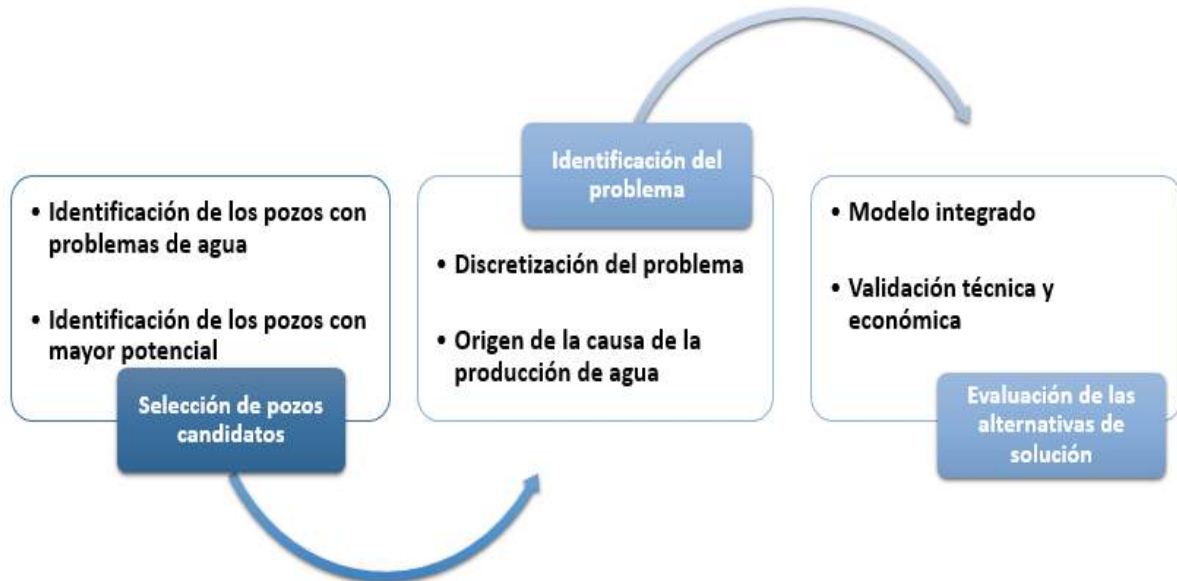 • Identificación de los pozos con
problemas de agua
• Identificación de los pozos con
mayor potencial
Selección de pozos
candidatos
Identificación del
problema
• Discretización del problema
• Origen de la causa de la
producción de agua
• Modelo integrado
• Validación técnica y
económica
Evaluación de las
alternativas de
solución